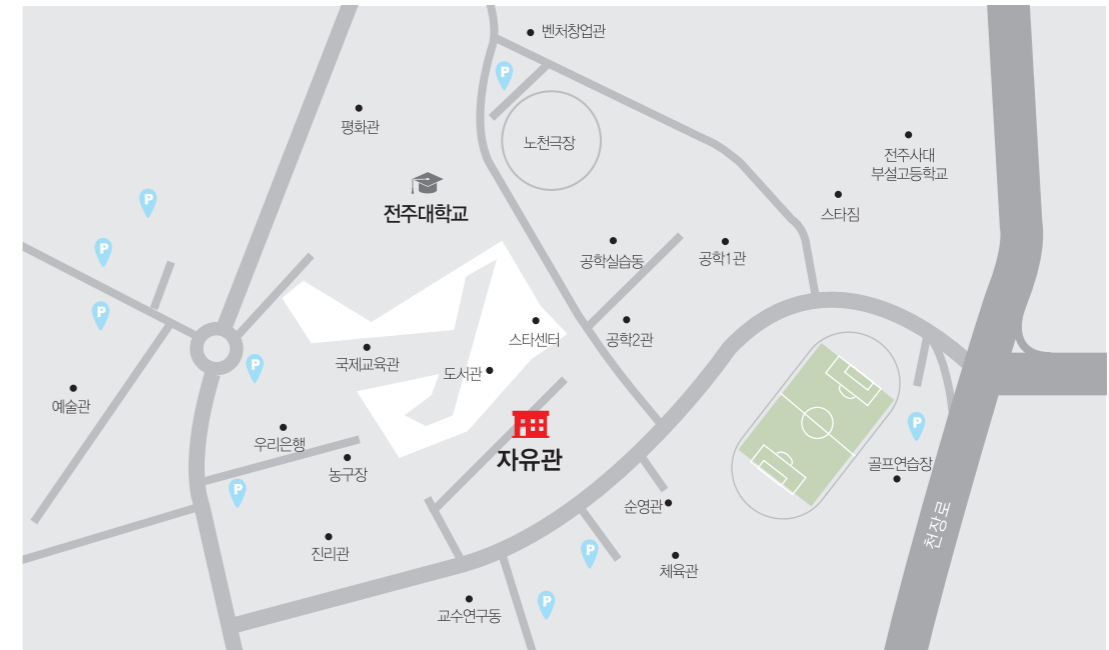 벤처창업관
P
평화관
노천극장
전주사대
부설고등학교
전주대학교
스타짐
P
P
공학실습동
공학1관
P
스타센터
공학2관
국제교육관
도서관
P
예술관
우리은행
자유관
농구장
P
골프연습장
P
순영관
천장로
진리관
P
체육관
교수연구동
P